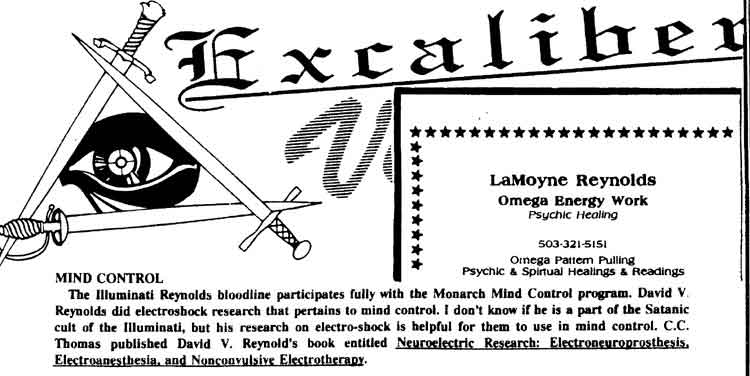 Excaliber
LaMoyne Reynolds
Omega Energy Work
Psychic Healing
503-321-5151
Omega Pattern Pulling
Psychic & Spiritual Healings & Readings
MIND CONTROL
The Illuminati Reynolds bloodline participates fully with the Monarch Mind Control program. David V.
Reynolds did electroshock research that pertains to mind control. I don't know if he is a part of the Satanic
cult of the Illuminati, but his research on electro-shock is helpful for them to use in mind control. C.C.
Thomas published David V. Reynold's book entitled Neuroelectric Research: Electroneuroprosthesis,
Electroanesthesia, and Nonconvulsive Electrotherapy.